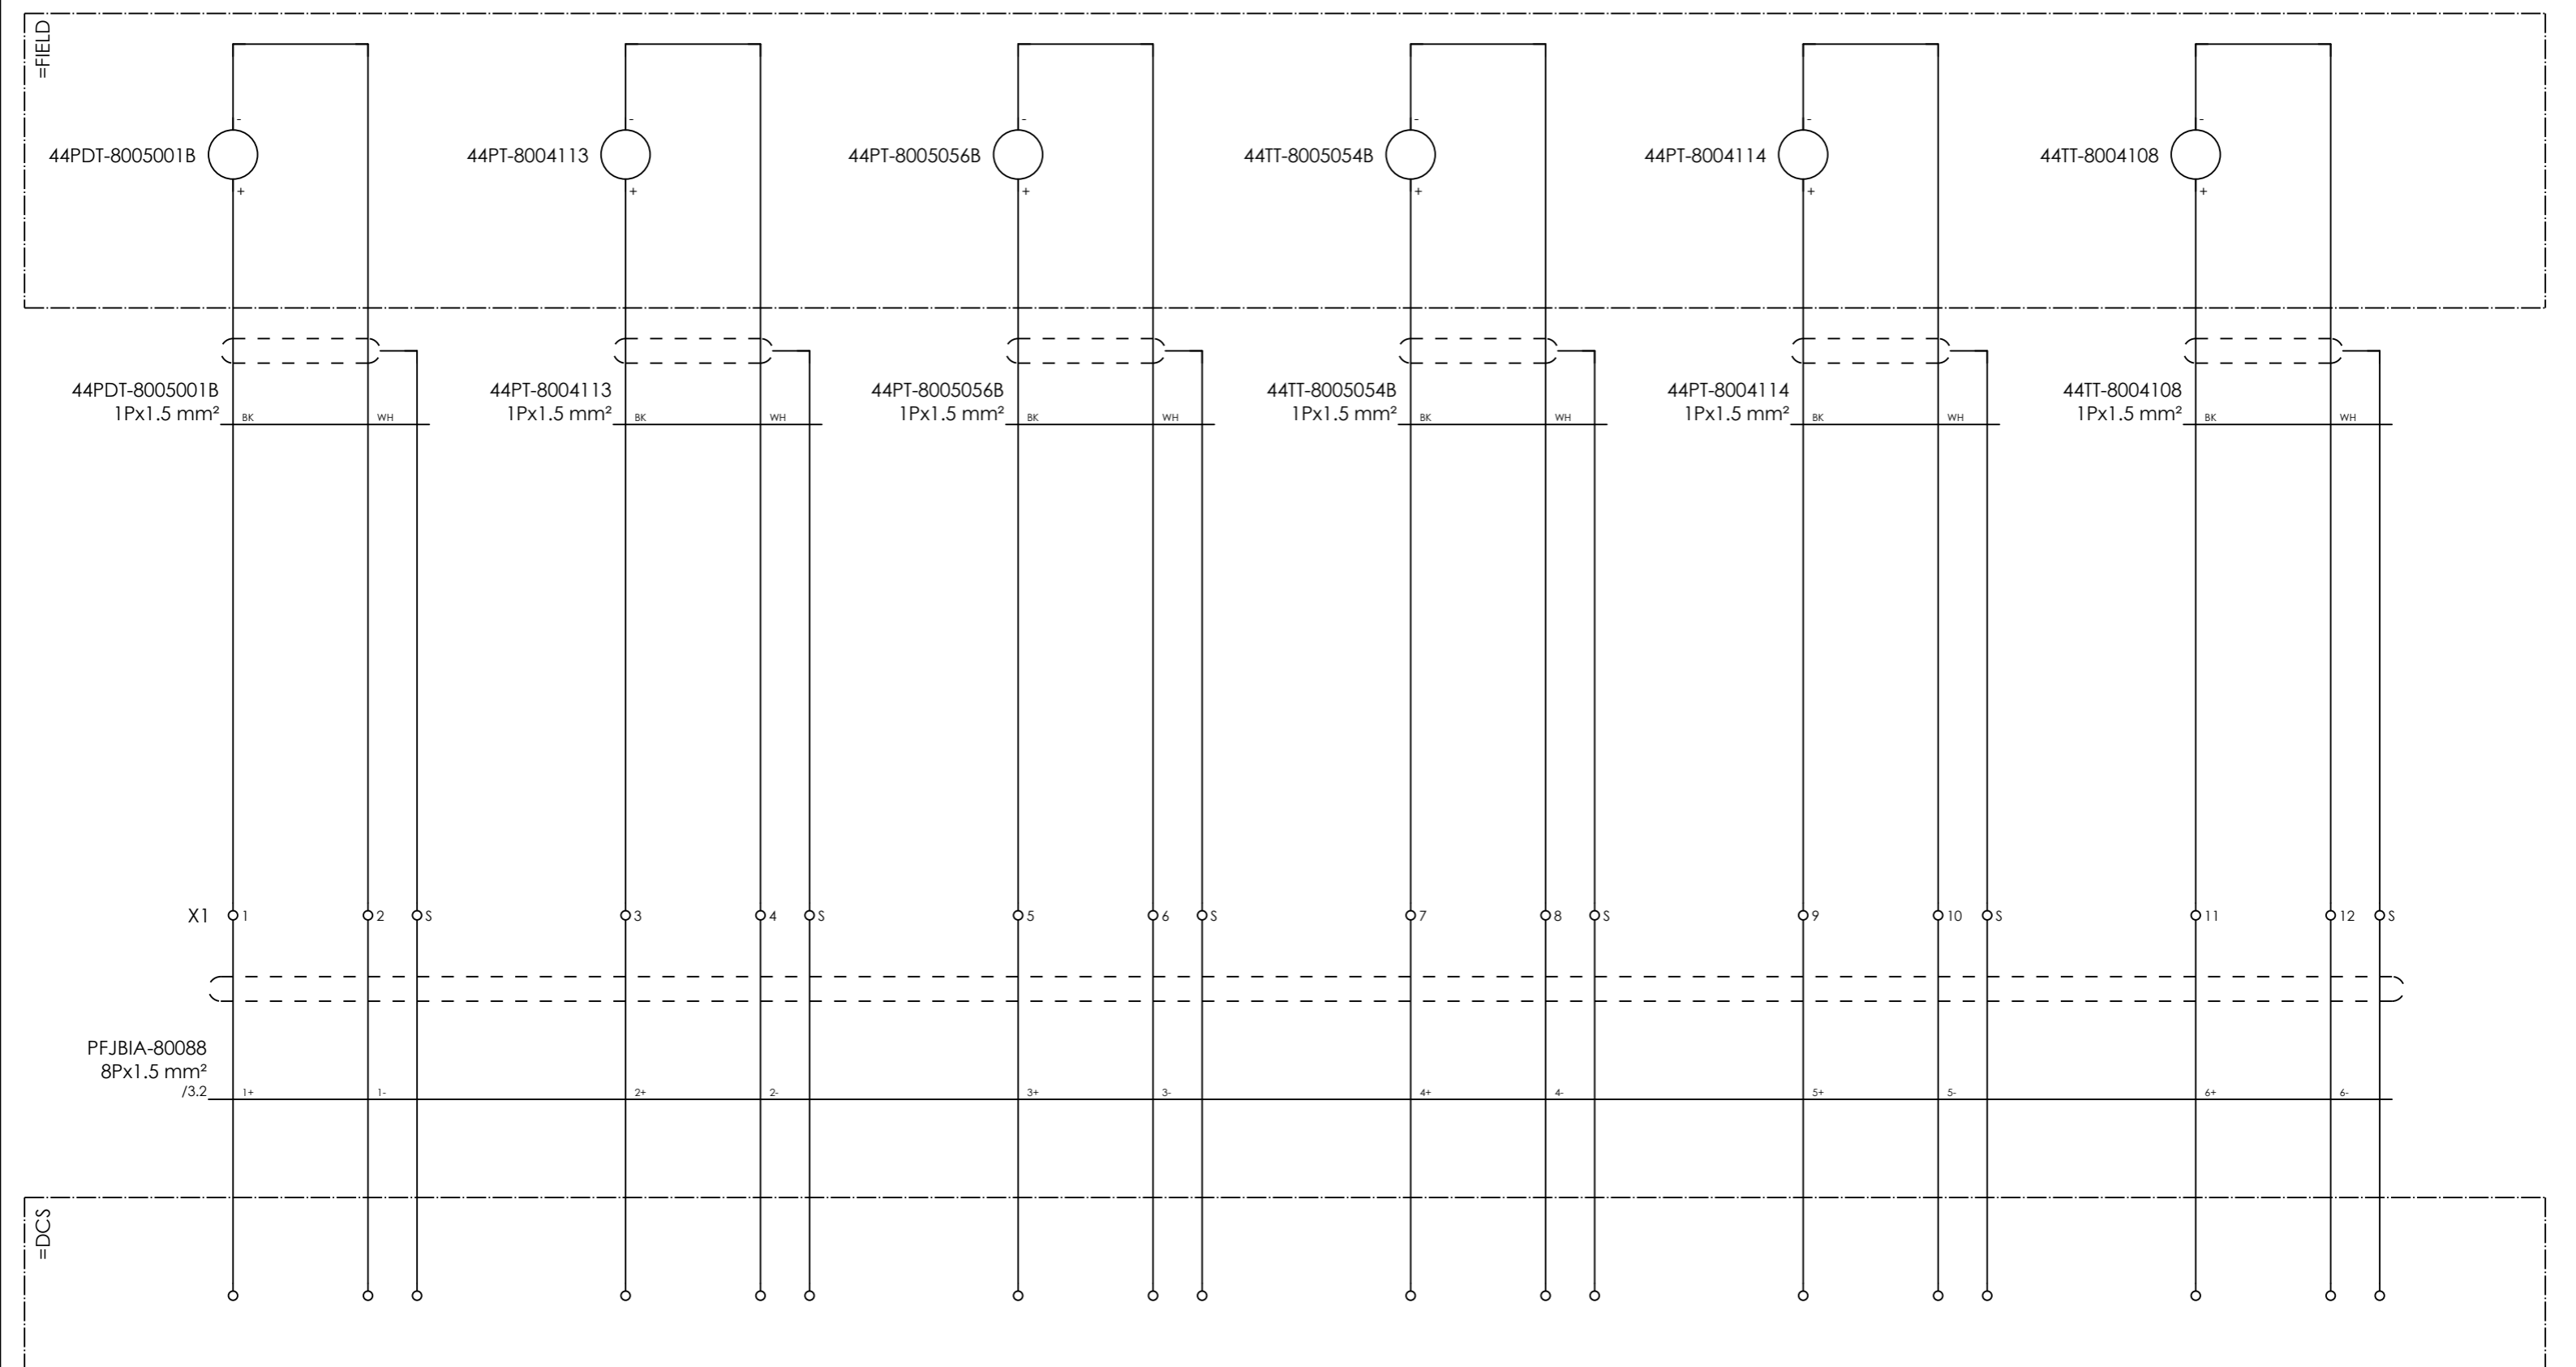 =FIELD
- - - - - -
44PDT-8005001B 44PT-8004113 44PT-8005056B 44TT-8005054B 44PT-8004114 44TT-8004108
+ + + + + +
44PDT-8005001B 44PT-8004113 44PT-8005056B 44TT-8005054B 44PT-8004114 44TT-8004108
1Px1.5 mm² BK WH 1Px1.5 mm² BK WH 1Px1.5 mm² BK WH 1Px1.5 mm² BK WH 1Px1.5 mm² BK WH 1Px1.5 mm² BK WH
X1 1 2 S 3 4 S 5 6 S 7 8 S 9 10 S 11 12 S
PFJBIA-80088
8Px1.5 mm²
/3.2 1+ 1- 2+ 2- 3+ 3- 4+ 4- 5+ 5- 6+ 6-
=DCS